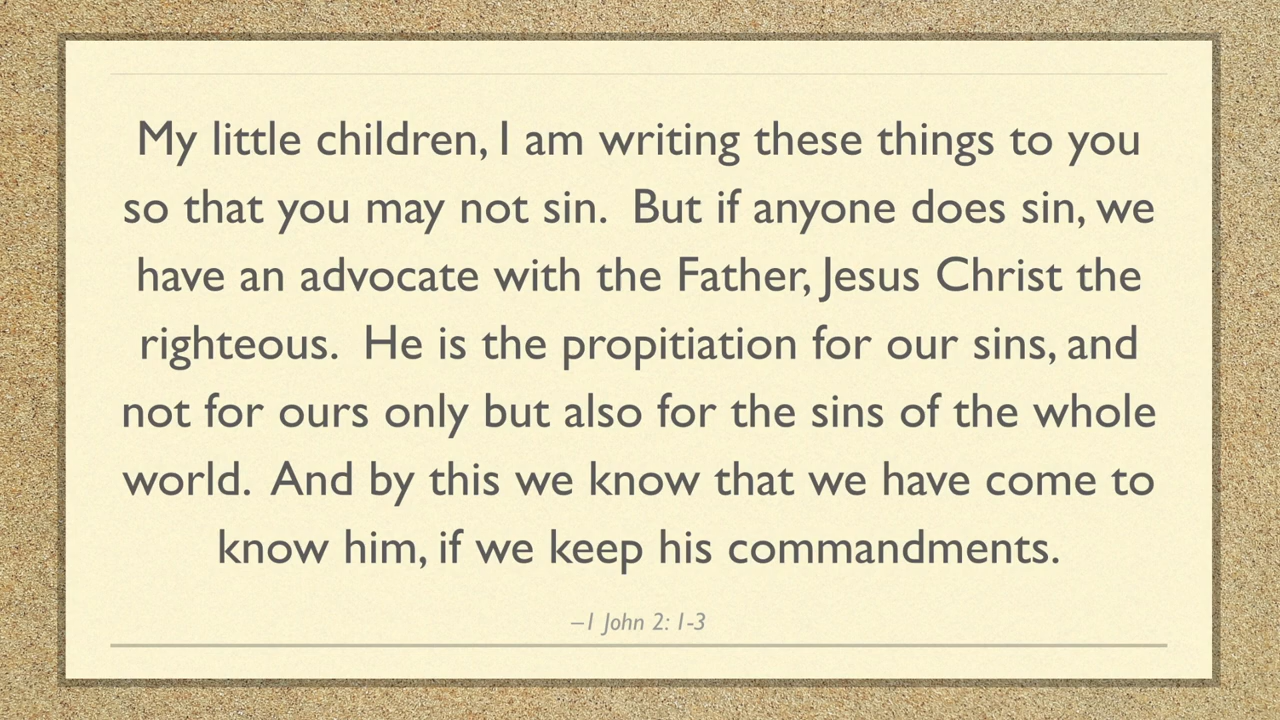 My little children, I am writing these things to you
so that you may not sin.  But if anyone does sin, we
have an advocate with the Father, Jesus Christ the
righteous.  He is the propitiation for our sins, and
not for ours only but also for the sins of the whole
world.  And by this we know that we have come to
know him, if we keep his commandments.
–1 John 2: 1-3